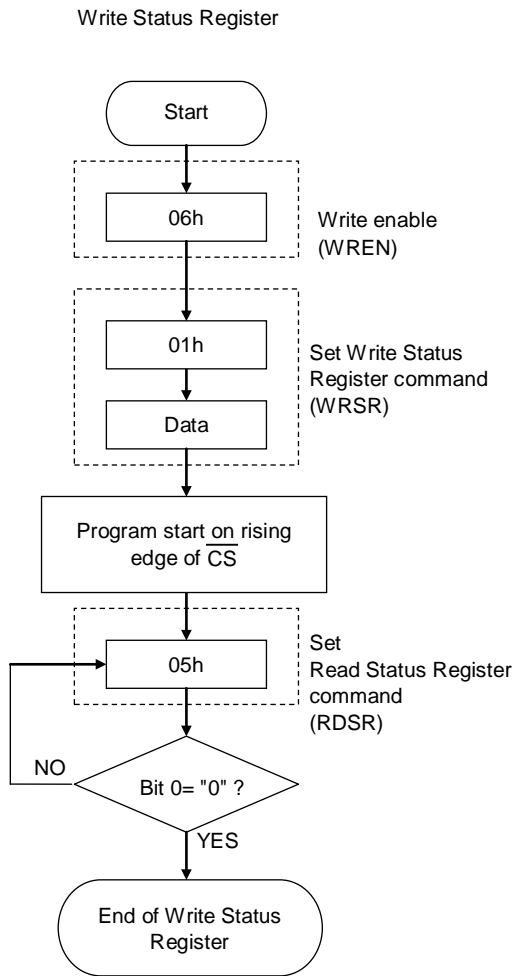 Write Status Register
Start
06h
Write enable
(WREN)
01h
Set Write Status
Register command
(WRSR)
Data
Program start on rising
edge of C̅S̅
Set
Read Status Register
command
(RDSR)
05h
NO
Bit 0= "0" ?
YES
End of Write Status
Register